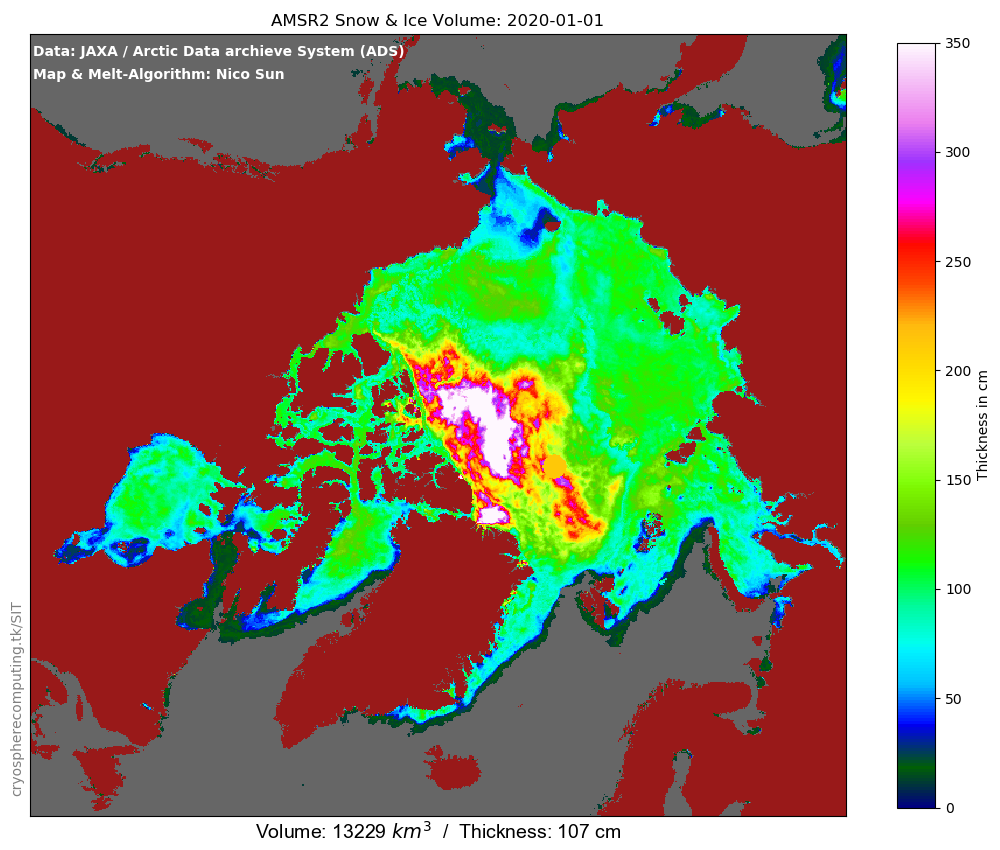 AMSR2 Snow & Ice Volume: 2020-01-01
Data: JAXA / Arctic Data archieve System (ADS)
Map & Melt-Algorithm: Nico Sun
350
300
250
200
150
100
50
0
Thickness in cm
cryospherecomputing.tk/SIT
Volume: 13229 km³ / Thickness: 107 cm